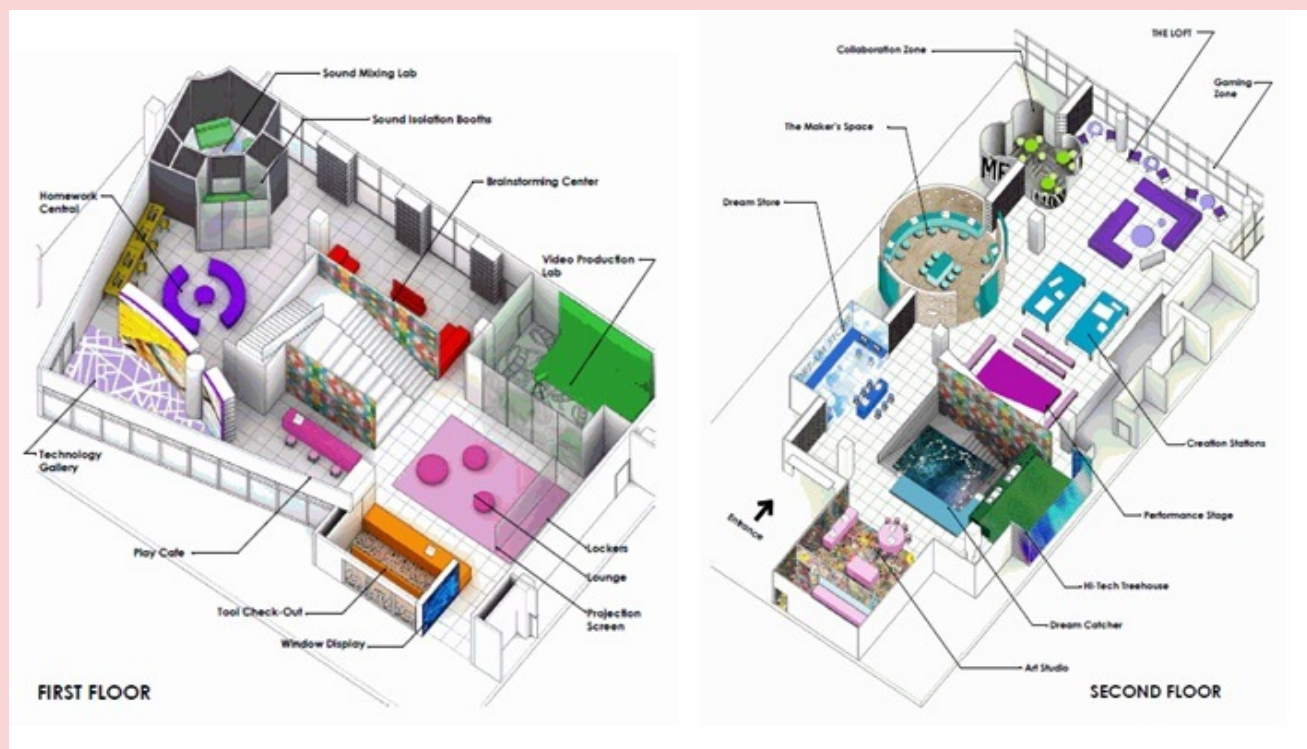 Sound Mixing Lab
Sound Isolation Booths
Homework
Central
Brainstorming Center
Video Production
Lab
Technology
Gallery
Play Cafe
Tool Check-Out
Window Display
Lockers
Lounge
Projection
Screen
FIRST FLOOR
Collaboration Zone
THE LOFT
Gaming
Zone
The Maker's Space
Dream Store
Creation Stations
Performance Stage
Entrance
Hi-Tech Treehouse
Dream Catcher
Art Studio
SECOND FLOOR